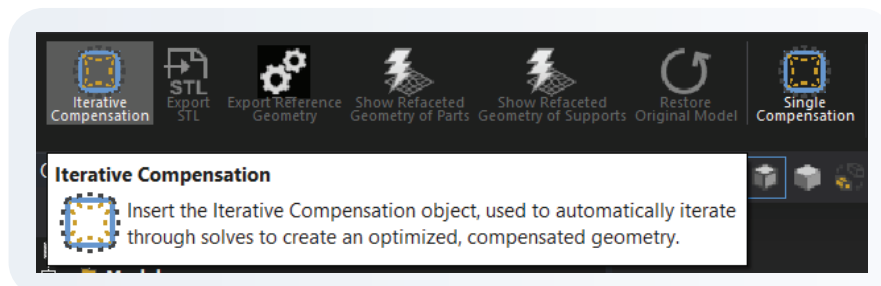 Iterative
Compensation
STL
Export
STL
Export Reference
Geometry
Show Refaceted
Geometry of Parts
Show Refaceted
Geometry of Supports
Restore
Original Model
Single
Compensation
Iterative Compensation
Insert the Iterative Compensation object, used to automatically iterate
through solves to create an optimized, compensated geometry.